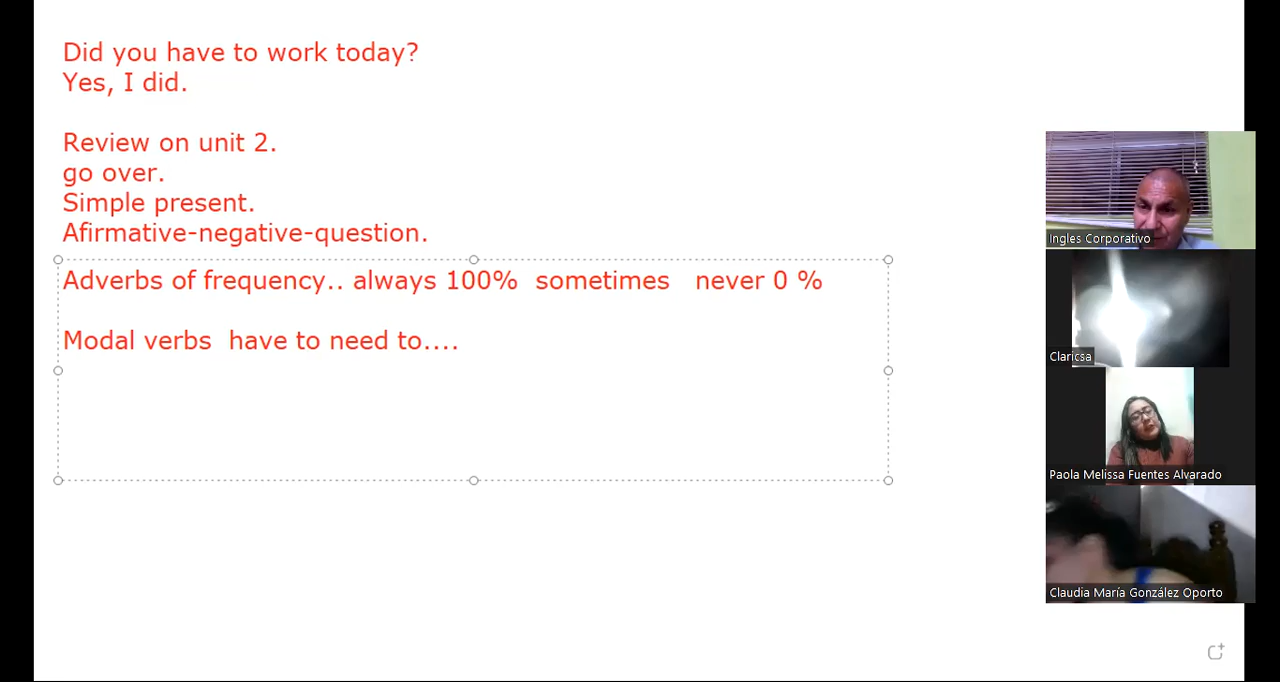 Did you have to work today?
Yes, I did.
Review on unit 2.
go over.
Simple present.
Afirmative-negative-question.
Adverbs of frequency.. always 100% sometimes never 0 %
Modal verbs have to need to....
Ingles Corporativo
Claricsa
Paola Melissa Fuentes Alvarado
Claudia María González Oporto